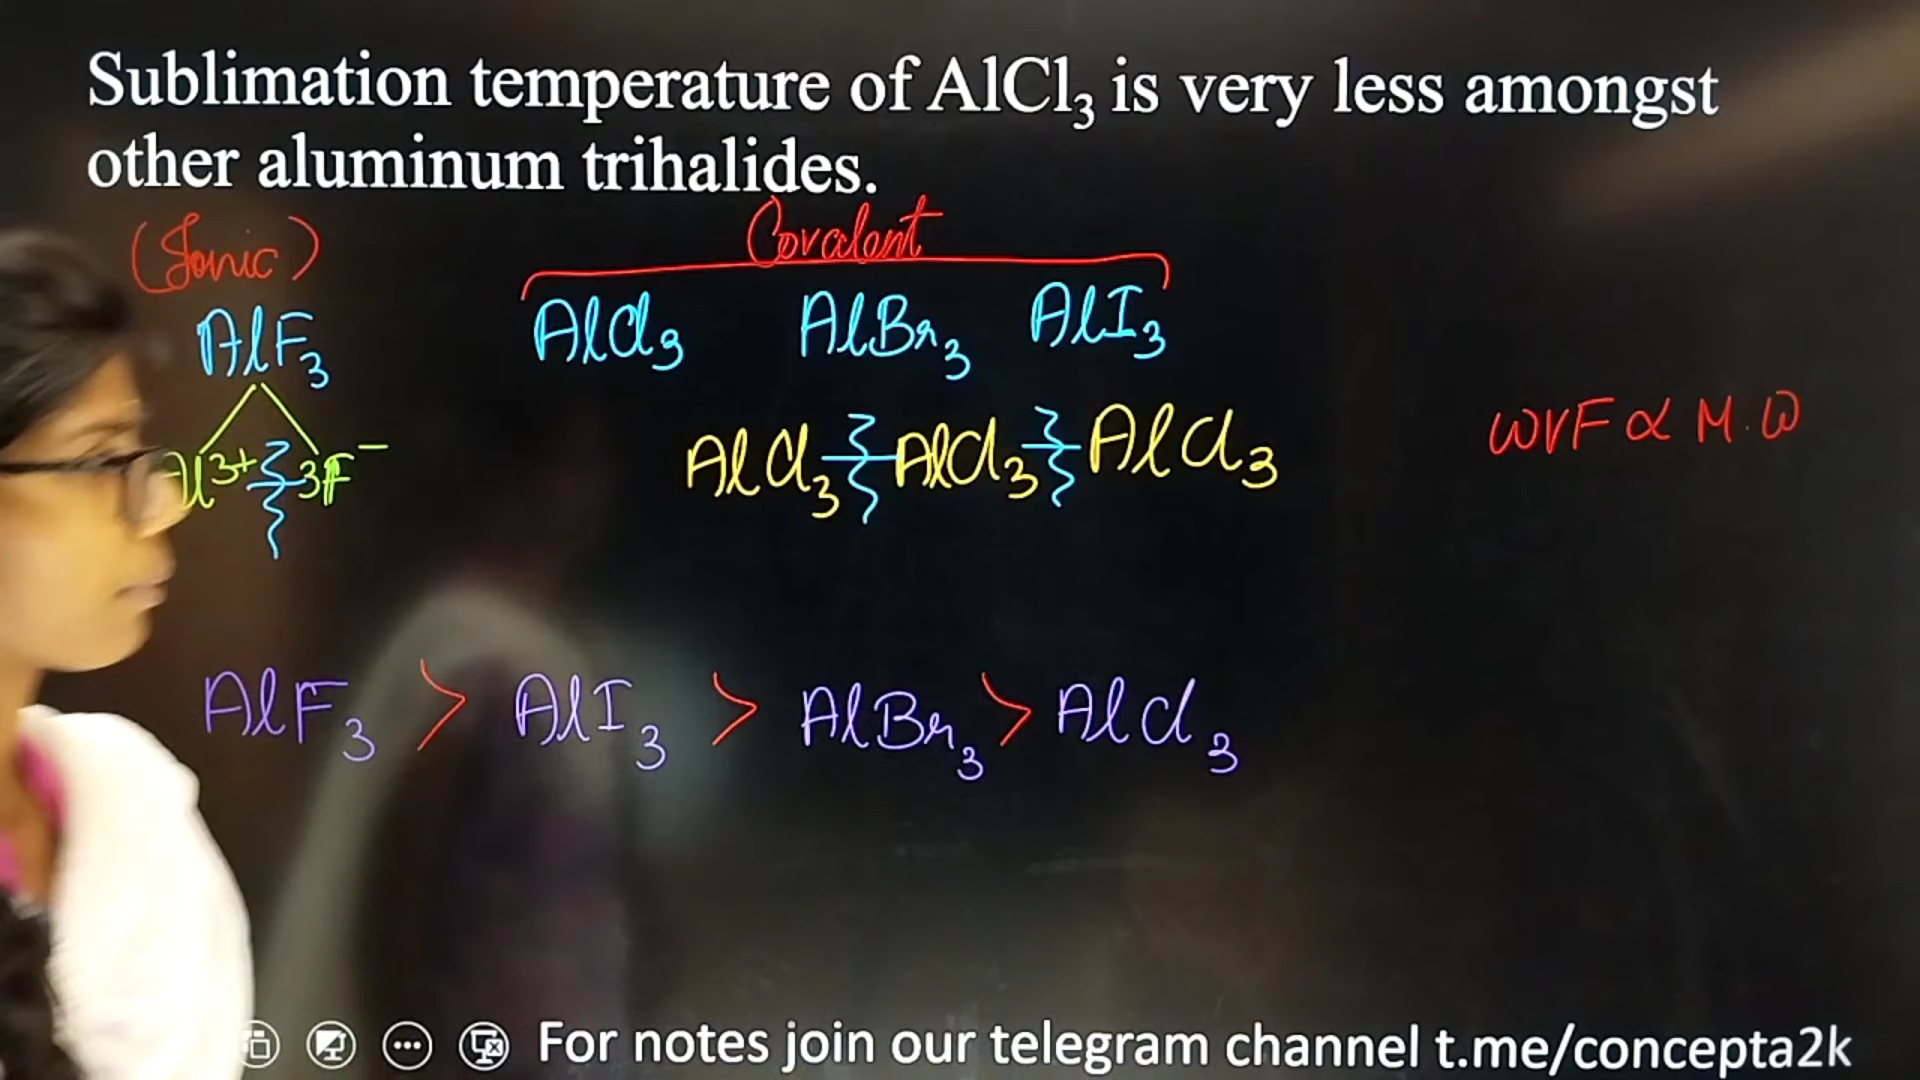 Sublimation temperature of AlCl₃ is very less amongst
other aluminum trihalides.
(Ionic)
Covalent
AlF₃ AlCl₃ AlBr₃ AlI₃
Al³⁺ 3F⁻ AlCl₃ AlCl₃ AlCl₃ WVF ∝ M.W
AlF₃ > AlI₃ > AlBr₃ > AlCl₃
For notes join our telegram channel t.me/concepta2k